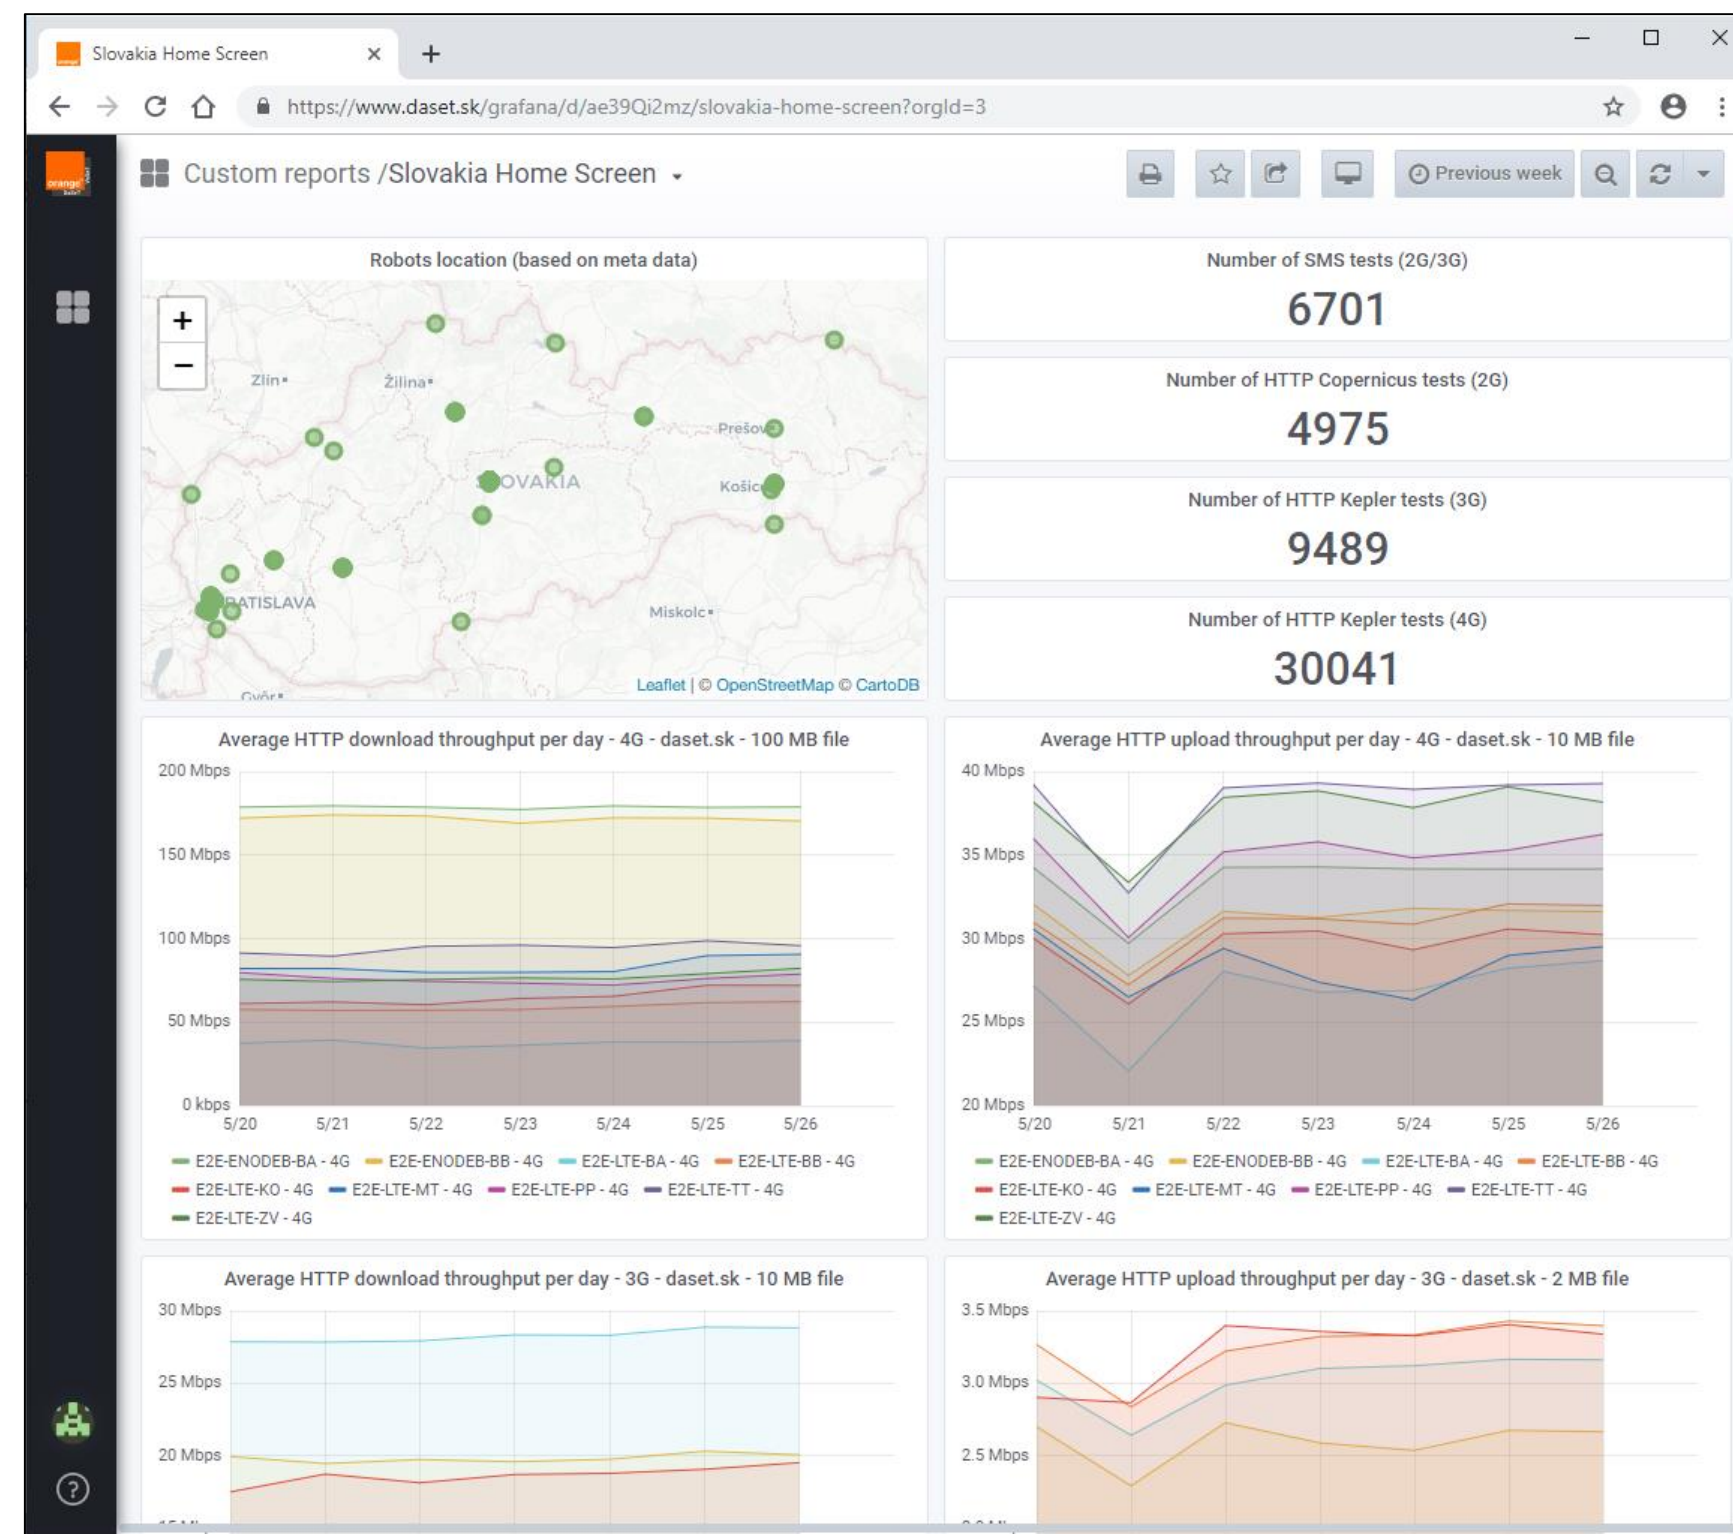 Slovakia Home Screen
https://www.daset.sk/grafana/d/ae39Qi2mz/slovakia-home-screen?orgId=3
orange
Custom reports /Slovakia Home Screen
Previous week
Robots location (based on meta data)
+
−
Zlín
Žilina
Prešov
SLOVAKIA
Košice
BRATISLAVA
Miskolc
Győr
Leaflet | © OpenStreetMap © CartoDB
Number of SMS tests (2G/3G)
6701
Number of HTTP Copernicus tests (2G)
4975
Number of HTTP Kepler tests (3G)
9489
Number of HTTP Kepler tests (4G)
30041
Average HTTP download throughput per day - 4G - daset.sk - 100 MB file
200 Mbps
150 Mbps
100 Mbps
50 Mbps
0 kbps
5/20 5/21 5/22 5/23 5/24 5/25 5/26
E2E-ENODEB-BA - 4G E2E-ENODEB-BB - 4G E2E-LTE-BA - 4G E2E-LTE-BB - 4G
E2E-LTE-KO - 4G E2E-LTE-MT - 4G E2E-LTE-PP - 4G E2E-LTE-TT - 4G
E2E-LTE-ZV - 4G
Average HTTP upload throughput per day - 4G - daset.sk - 10 MB file
40 Mbps
35 Mbps
30 Mbps
25 Mbps
20 Mbps
5/20 5/21 5/22 5/23 5/24 5/25 5/26
E2E-ENODEB-BA - 4G E2E-ENODEB-BB - 4G E2E-LTE-BA - 4G E2E-LTE-BB - 4G
E2E-LTE-KO - 4G E2E-LTE-MT - 4G E2E-LTE-PP - 4G E2E-LTE-TT - 4G
E2E-LTE-ZV - 4G
Average HTTP download throughput per day - 3G - daset.sk - 10 MB file
30 Mbps
25 Mbps
20 Mbps
Average HTTP upload throughput per day - 3G - daset.sk - 2 MB file
3.5 Mbps
3.0 Mbps
2.5 Mbps